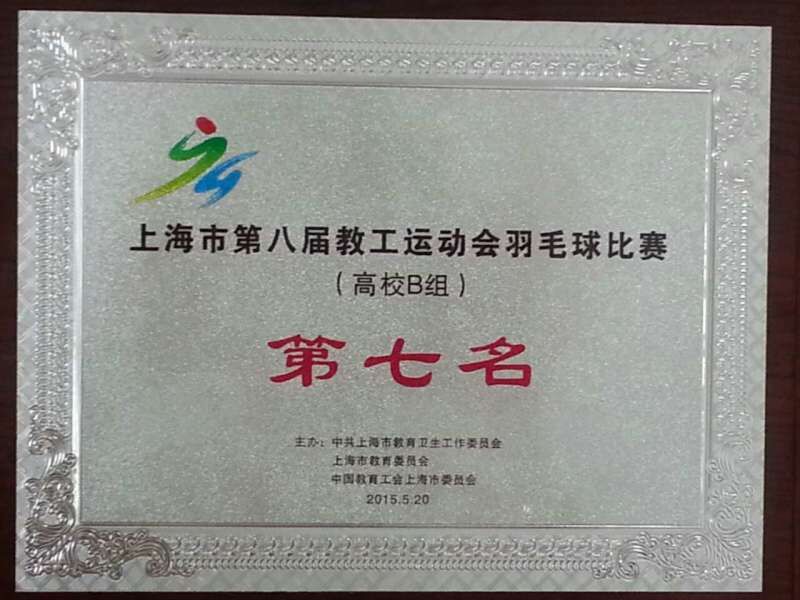 上海市第八届教工运动会羽毛球比赛
（高校B组）
第七名
主办：中共上海市教育卫生工作委员会
上海市教育委员会
中国教育工会上海市委员会
2015.5.20